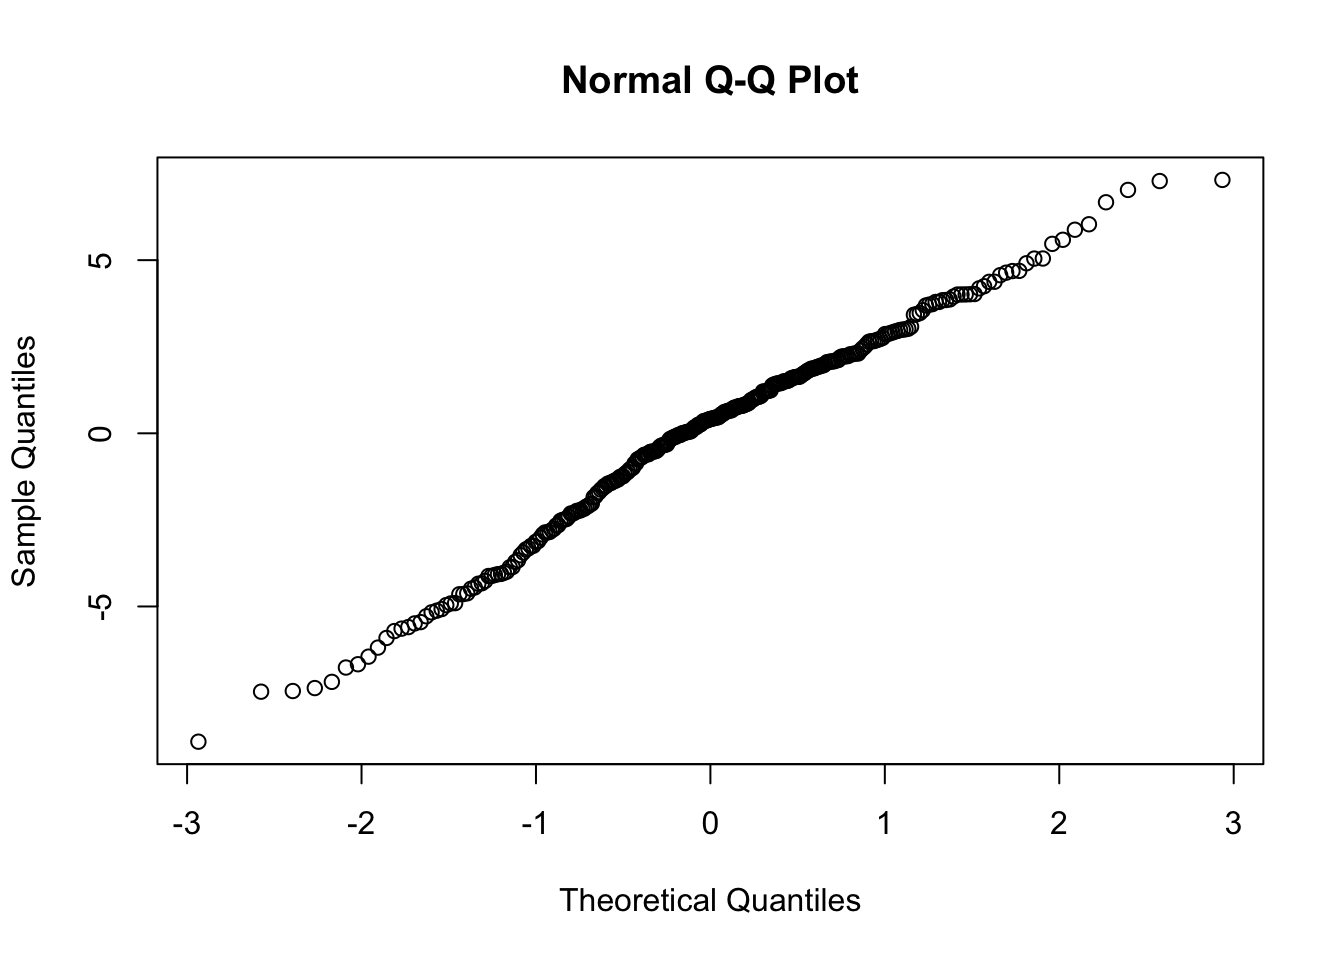 Normal Q-Q Plot
Sample Quantiles
5
0
-5
-3 -2 -1 0 1 2 3
Theoretical Quantiles